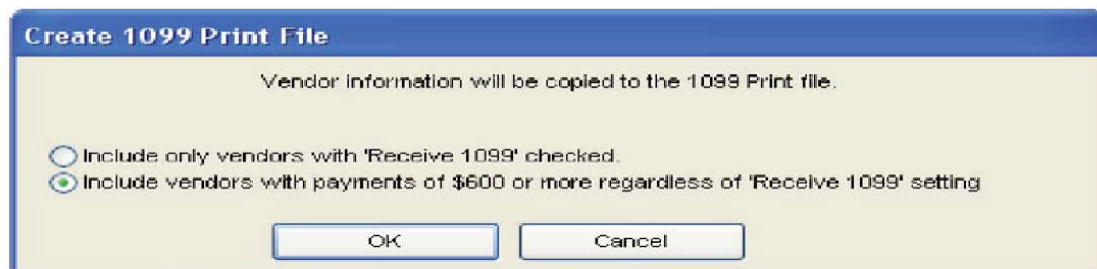 Create 1099 Print File
Vendor information will be copied to the 1099 Print file.
Include only vendors with 'Receive 1099' checked.
Include vendors with payments of $600 or more regardless of 'Receive 1099' setting
OK
Cancel